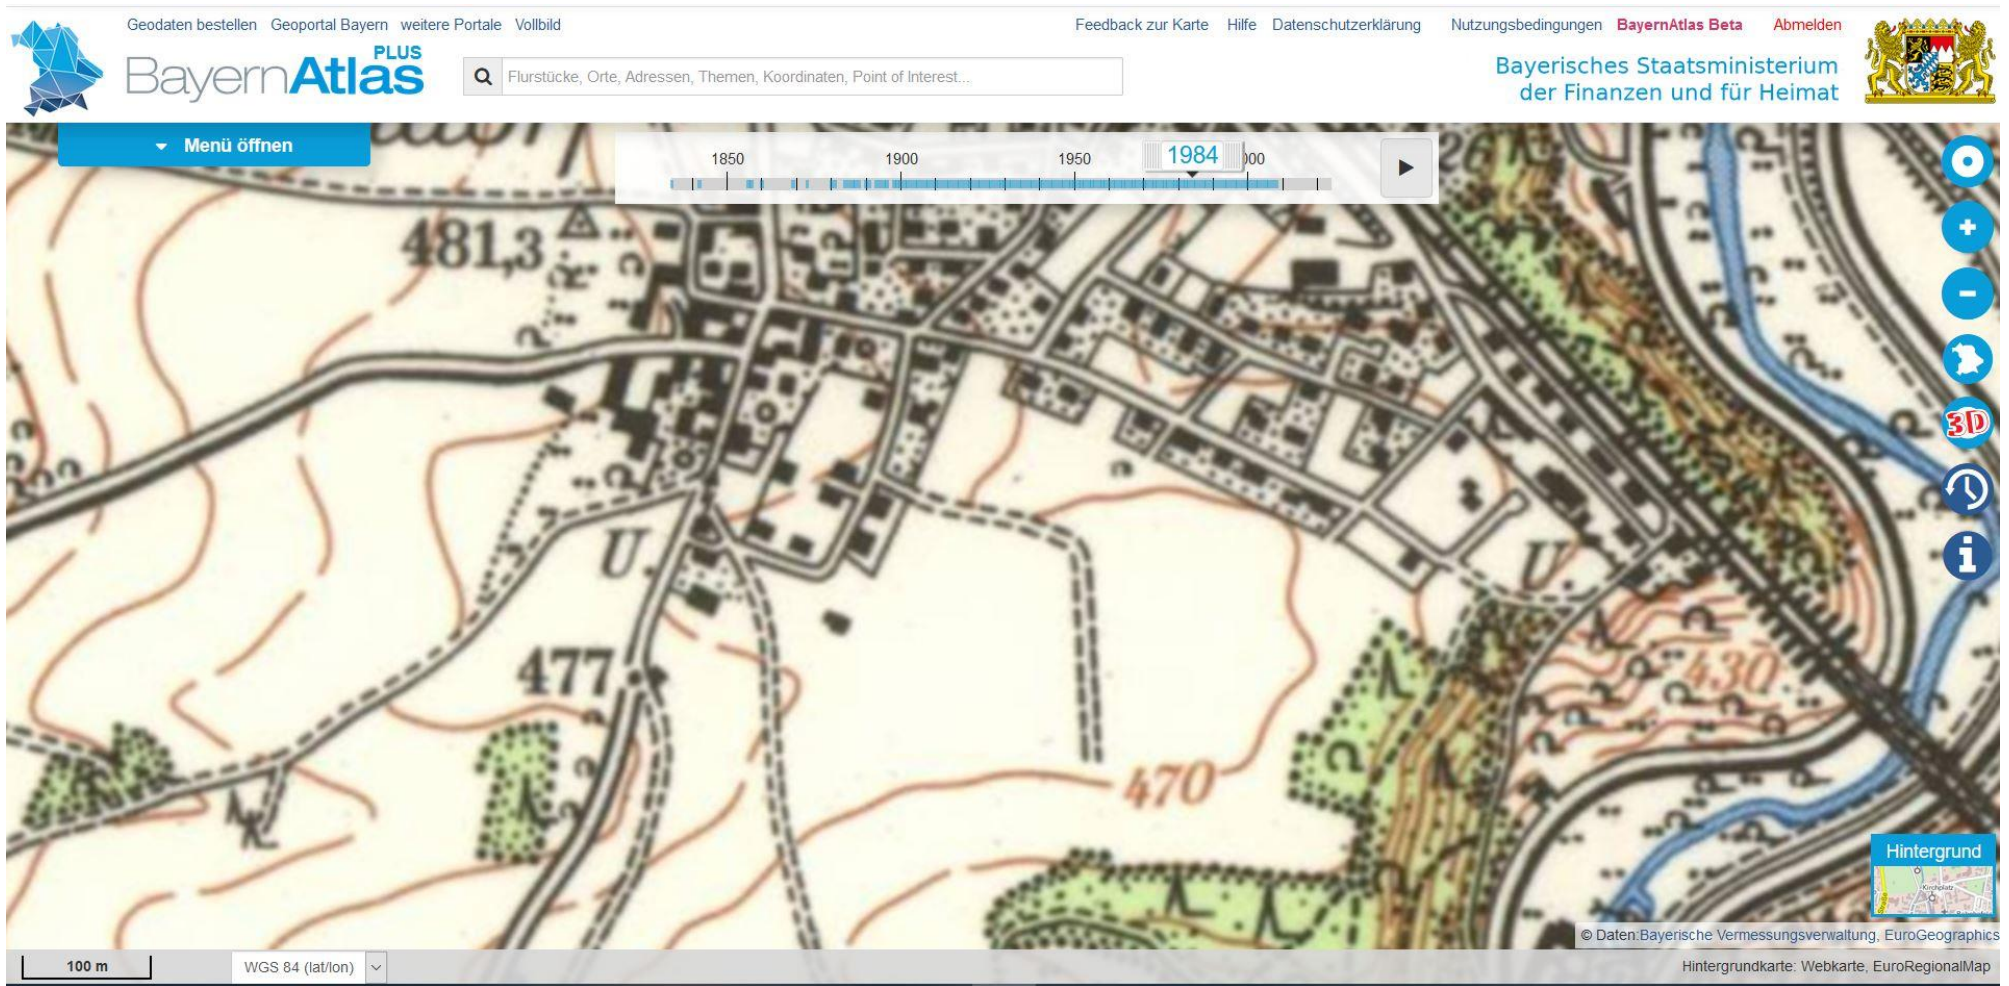 Geodaten bestellen Geoportal Bayern weitere Portale Vollbild
Feedback zur Karte Hilfe Datenschutzerklärung Nutzungsbedingungen BayernAtlas Beta Abmelden
BayernAtlas PLUS
Flurstücke, Orte, Adressen, Themen, Koordinaten, Point of Interest...
Bayerisches Staatsministerium
der Finanzen und für Heimat
Menü öffnen
1850 1900 1950 1984 000
481,3
3D
U.
U.
477
430
470
Hintergrund
Kirchplatz
© Daten:Bayerische Vermessungsverwaltung, EuroGeographics
100 m
WGS 84 (lat/lon)
Hintergrundkarte: Webkarte, EuroRegionalMap